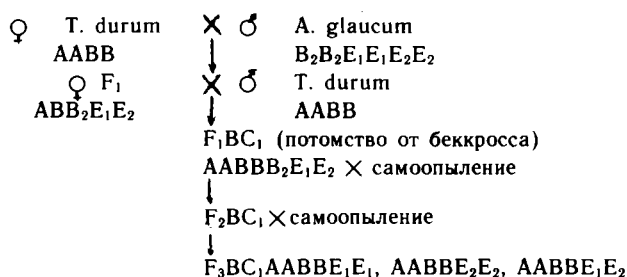 ♀ T. durum × ♂ A. glaucum
AABB B₂B₂E₁E₁E₂E₂
♀ F₁ × ♂ T. durum
ABB₂E₁E₂ AABB
F₁BC₁ (потомство от беккросса)
AABBB₂E₁E₂ × самоопыление
F₂BC₁ × самоопыление
F₃BC₁AABBE₁E₁, AABBE₂E₂, AABBE₁E₂